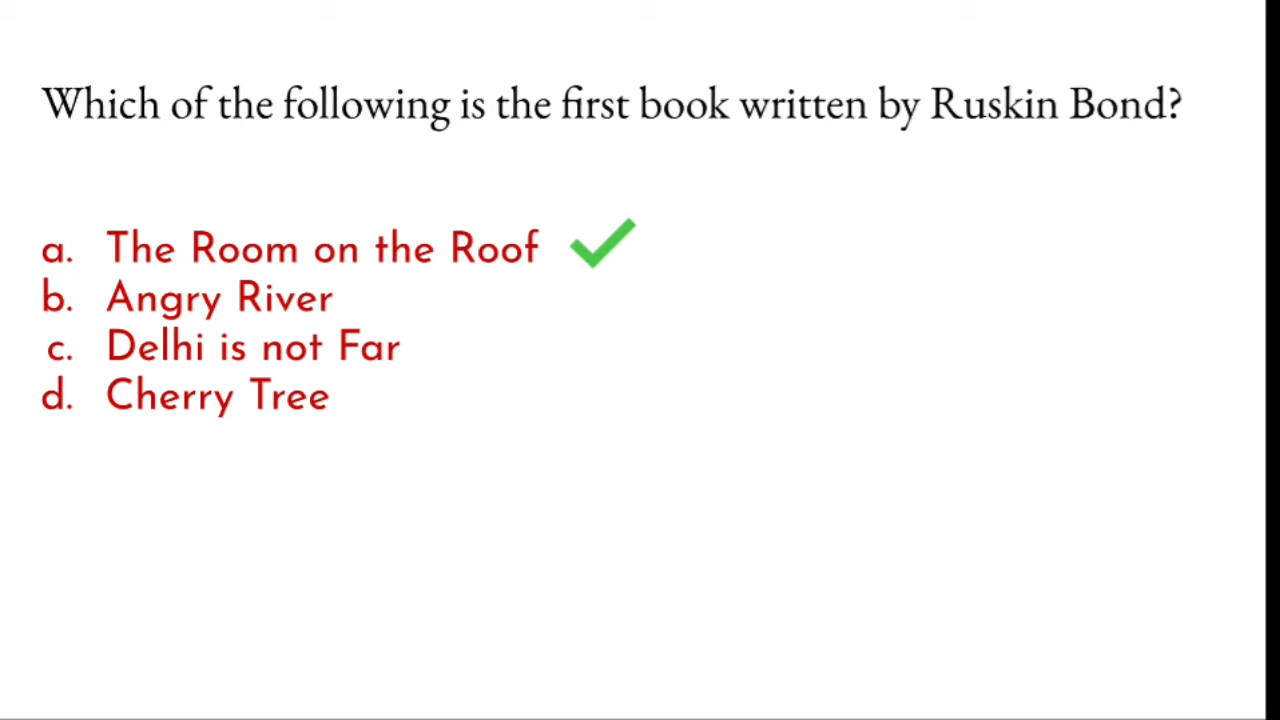 Which of the following is the first book written by Ruskin Bond?
a. The Room on the Roof
b. Angry River
c. Delhi is not Far
d. Cherry Tree